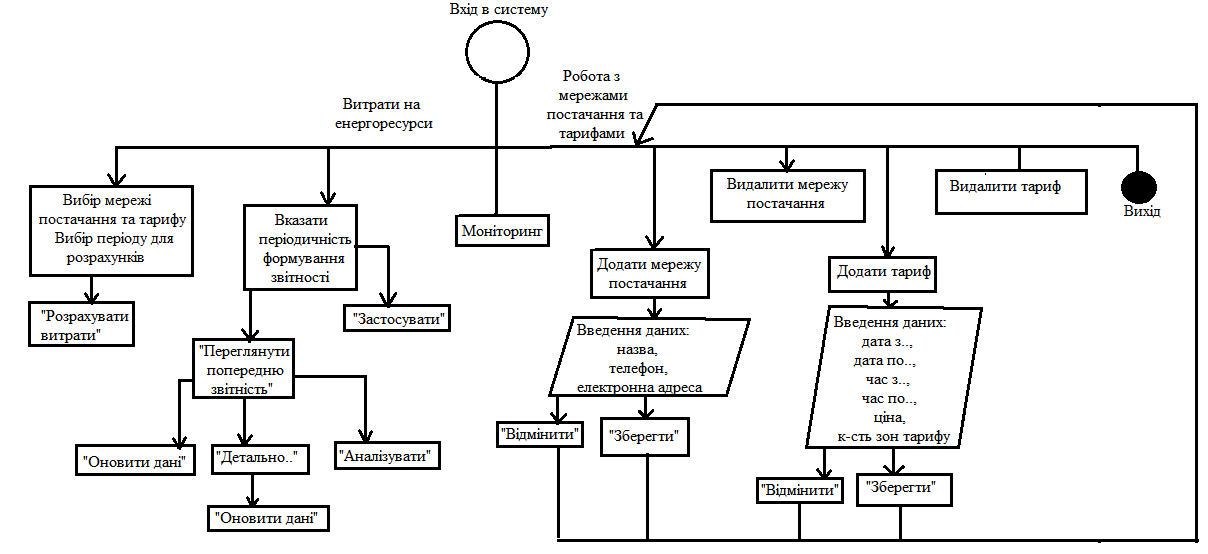 Вхід в систему
Робота з
мережами
постачання та
тарифами
Витрати на
енергоресурси
Вибір мережі
постачання та тарифу
Вибір періоду для
розрахунків
"Розрахувати
витрати"
Вказати
періодичність
формування
звітності
"Застосувати"
"Переглянути
попередню
звітність"
"Оновити дані"
"Детально.."
"Аналізувати"
"Оновити дані"
Моніторинг
Додати мережу
постачання
Введення даних:
назва,
телефон,
електронна адреса
"Відмінити"
"Зберегти"
Видалити мережу
постачання
Додати тариф
Введення даних:
дата з..,
дата по..,
час з..,
час по..,
ціна,
к-сть зон тарифу
"Відмінити"
"Зберегти"
Видалити тариф
Вихід